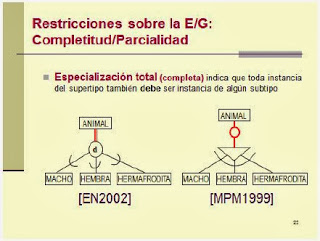 Restricciones sobre la E/G:
Completitud/Parcialidad
Especialización total (completa) indica que toda instancia
del supertipo también debe ser instancia de algún subtipo
ANIMAL
d
MACHO HEMBRA HERMAFRODITA
[EN2002]
ANIMAL
MACHO HEMBRA HERMAFRODITA
[MPM1999]